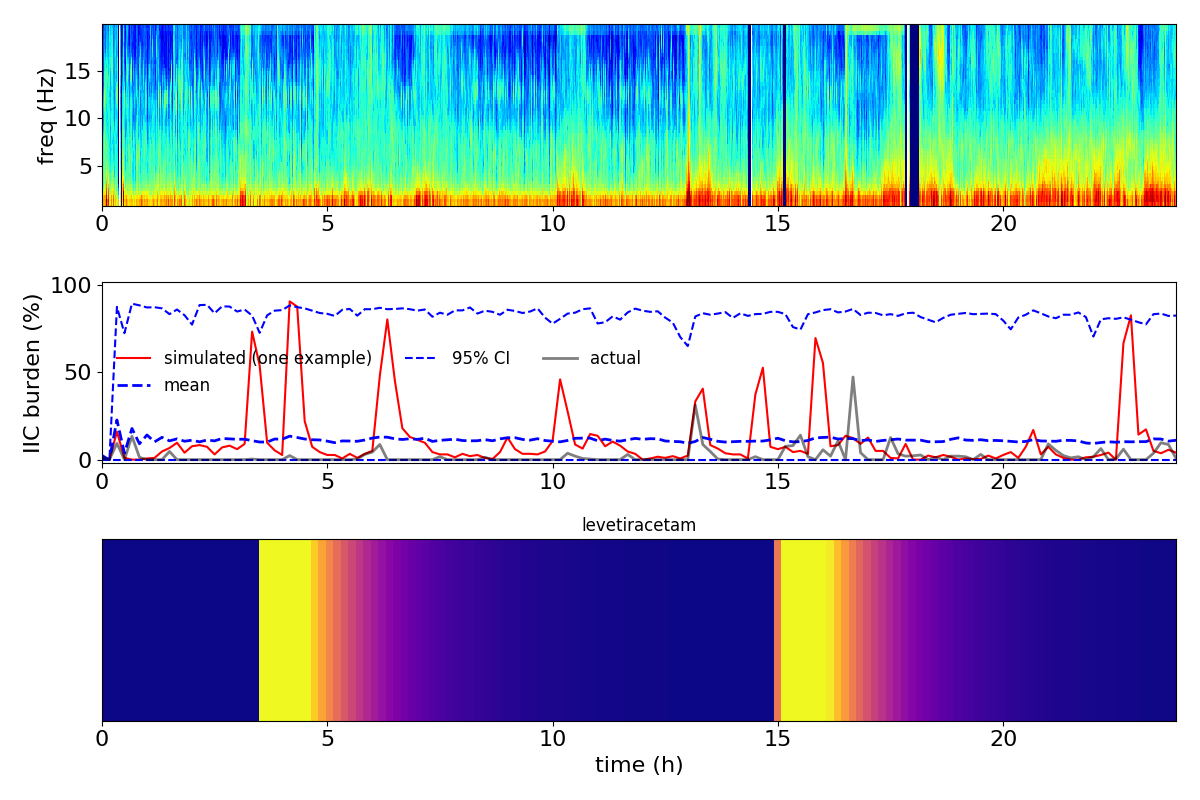 freq (Hz)
15
10
5
0 5 10 15 20
IIC burden (%)
100
50
0
simulated (one example) 95% CI actual
mean
0 5 10 15 20
levetiracetam
0 5 10 15 20
time (h)